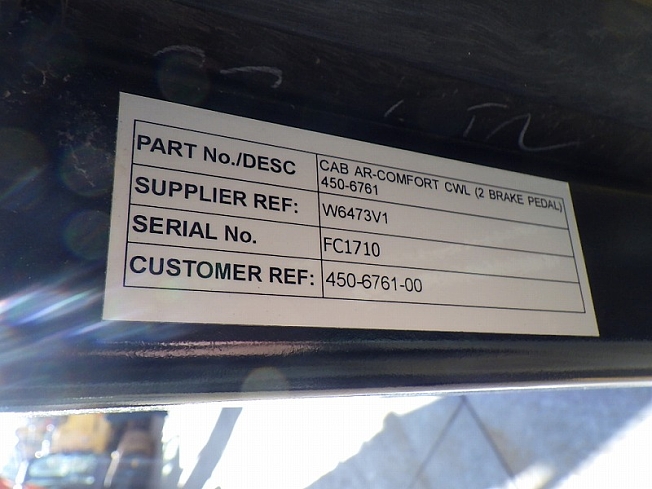 PART No./DESC CAB AR-COMFORT CWL (2 BRAKE PEDAL)
450-6761
SUPPLIER REF: W6473V1
SERIAL No. FC1710
CUSTOMER REF: 450-6761-00